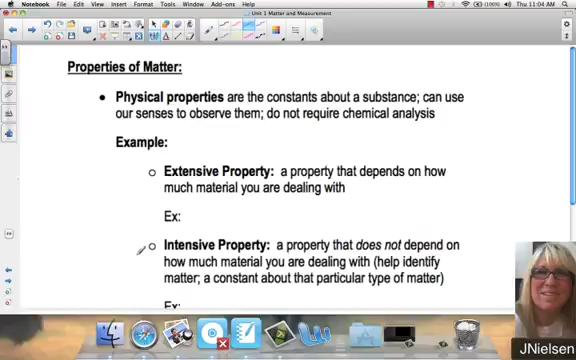 Notebook File Edit View Insert Format Tools Window Add-ons Help (100%) Thu 11:04 AM
Unit 1 Matter and Measurement
Properties of Matter:
• Physical properties are the constants about a substance; can use
our senses to observe them; do not require chemical analysis
Example:
o Extensive Property: a property that depends on how
much material you are dealing with
Ex:
o Intensive Property: a property that does not depend on
how much material you are dealing with (help identify
matter; a constant about that particular type of matter)
Ex:
JNielsen